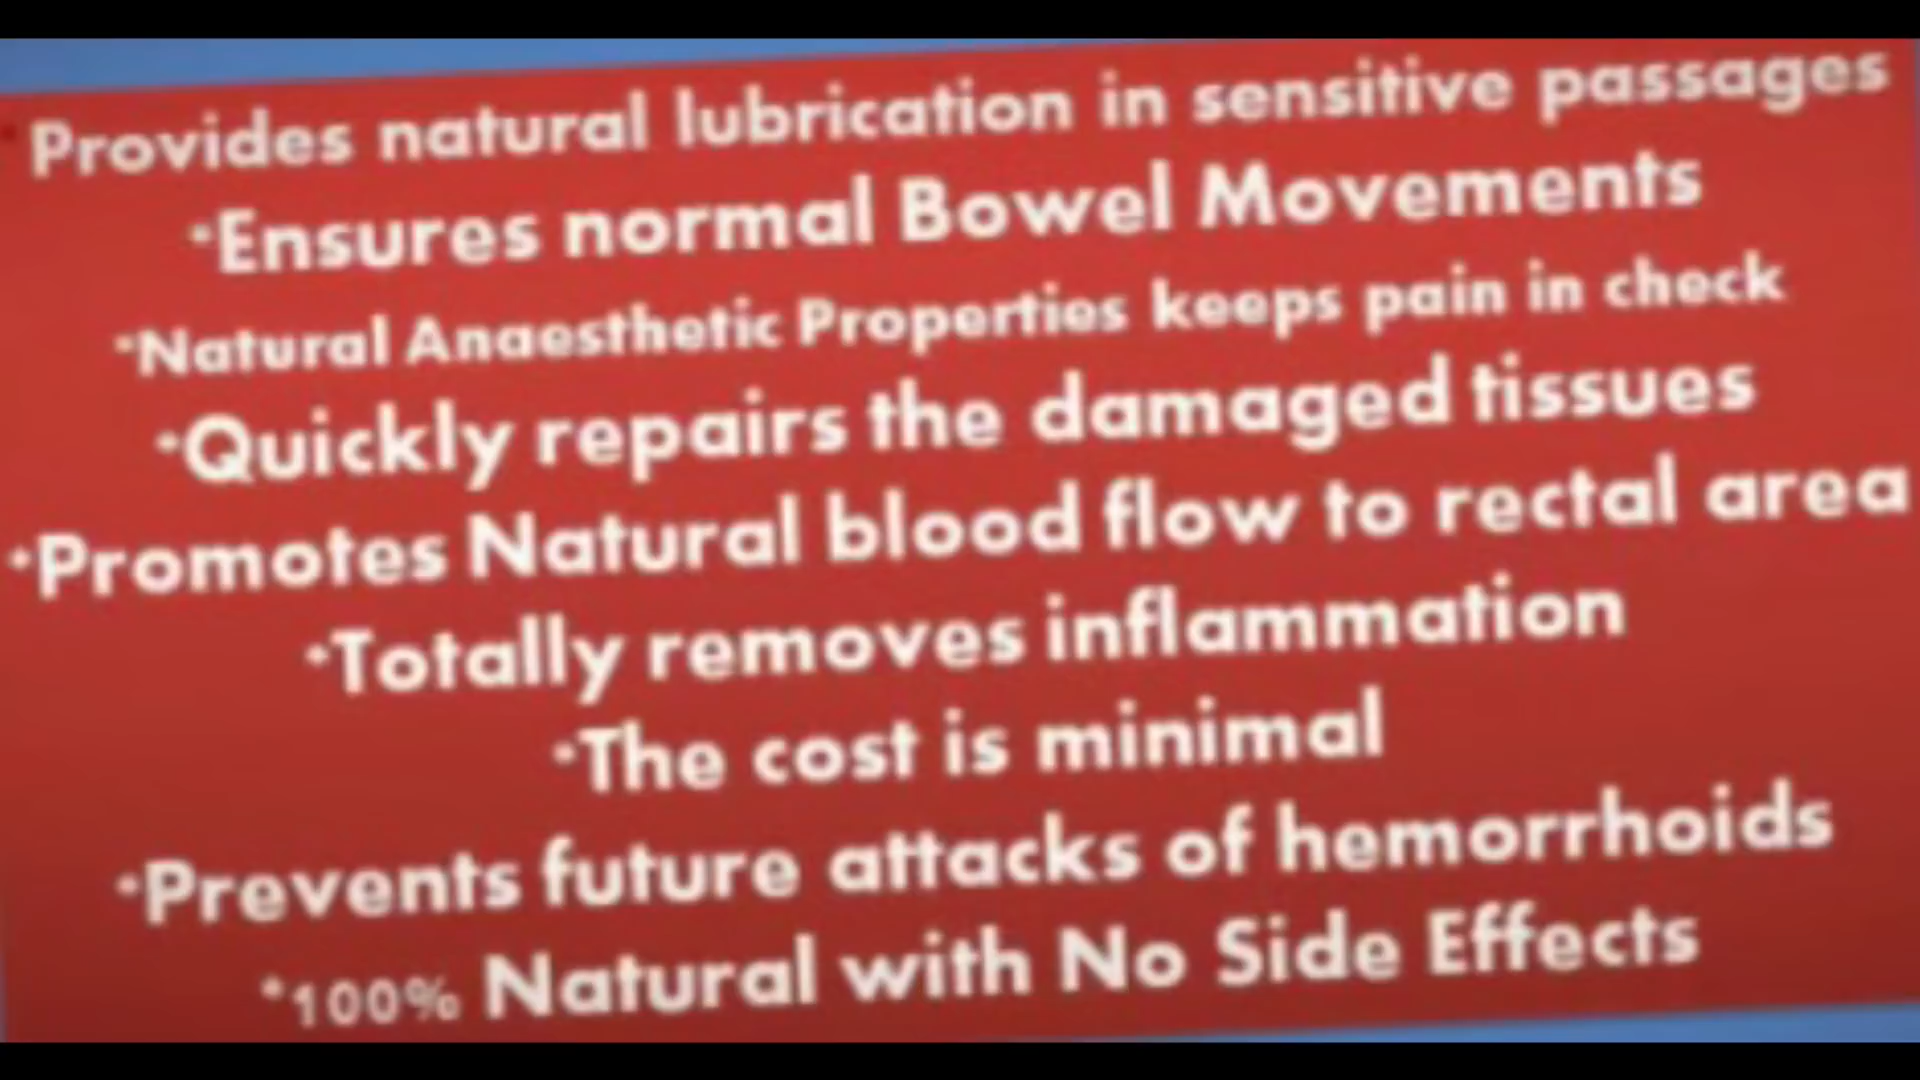 Provides natural lubrication in sensitive passages
•Ensures normal Bowel Movements
•Natural Anaesthetic Properties keeps pain in check
•Quickly repairs the damaged tissues
•Promotes Natural blood flow to rectal area
•Totally removes inflammation
•The cost is minimal
•Prevents future attacks of hemorrhoids
•100% Natural with No Side Effects